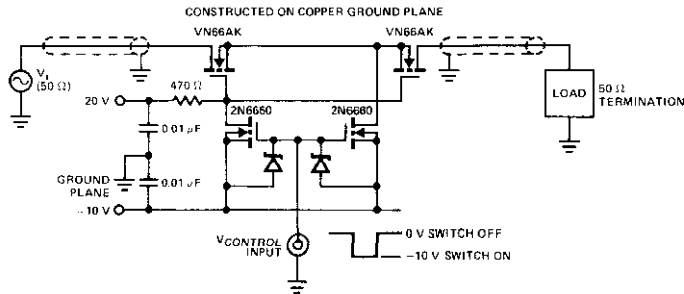 CONSTRUCTED ON COPPER GROUND PLANE
VN66AK
VN66AK
V1
(50 Ω)
470 Ω
20 V
2N6660
2N6660
0.01 µF
GROUND
PLANE
0.01 µF
-10 V
LOAD
50 Ω
TERMINATION
VCONTROL
INPUT
0 V SWITCH OFF
-10 V SWITCH ON